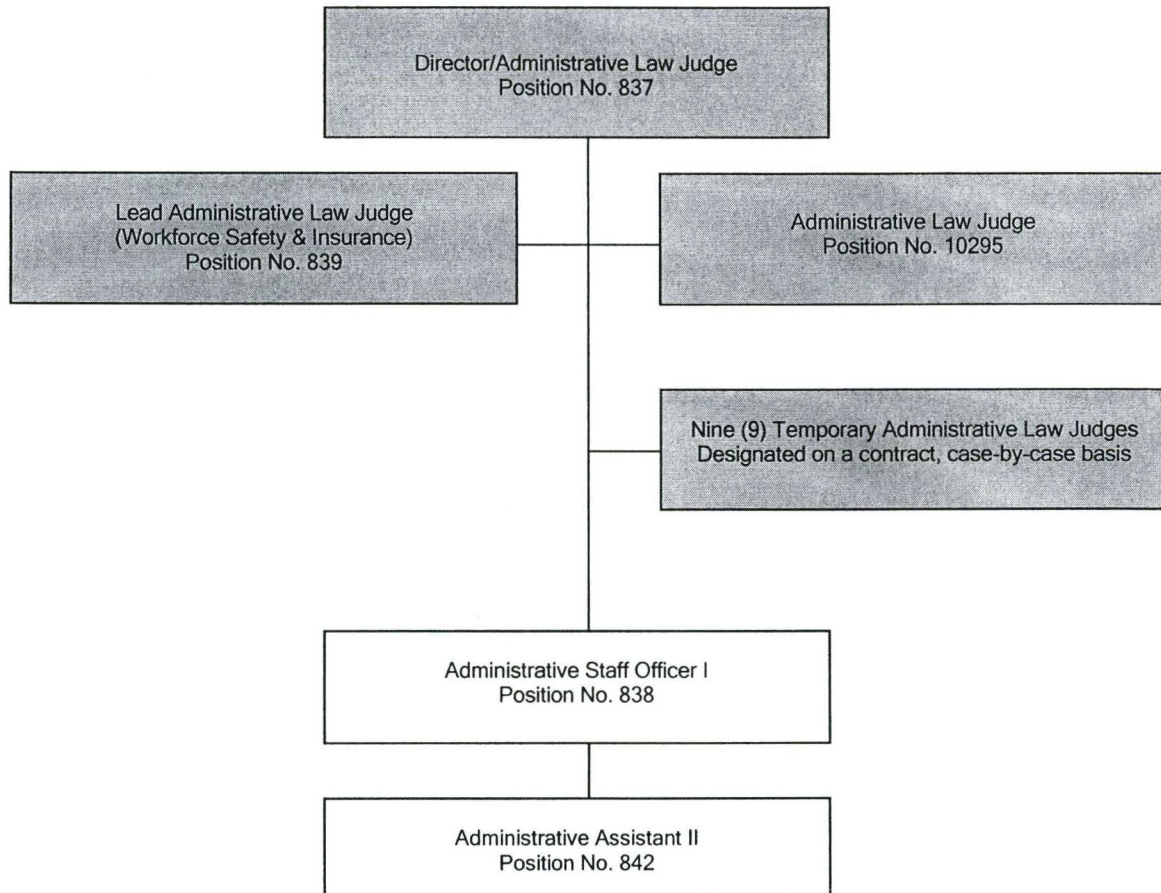 Director/Administrative Law Judge
Position No. 837
Lead Administrative Law Judge
(Workforce Safety & Insurance)
Position No. 839
Administrative Law Judge
Position No. 10295
Nine (9) Temporary Administrative Law Judges
Designated on a contract, case-by-case basis
Administrative Staff Officer I
Position No. 838
Administrative Assistant II
Position No. 842